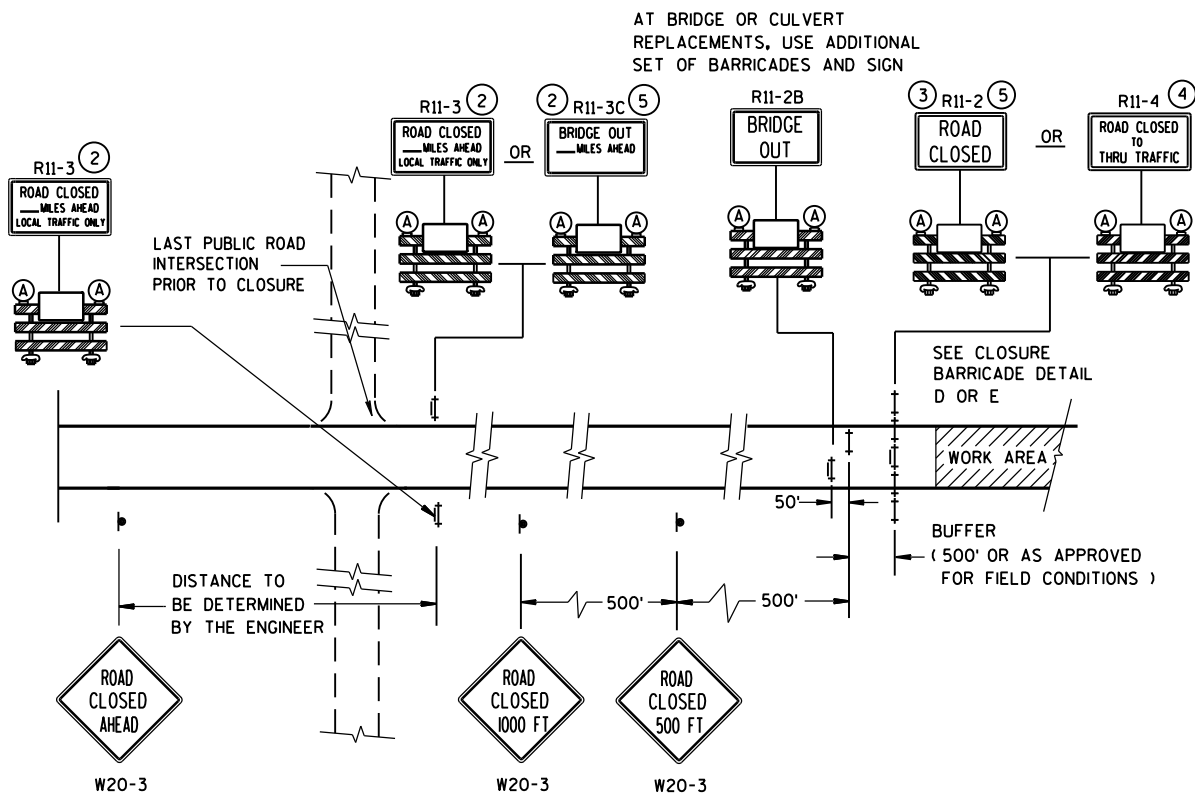 AT BRIDGE OR CULVERT
REPLACEMENTS, USE ADDITIONAL
SET OF BARRICADES AND SIGN
R11-3 2
ROAD CLOSED
___MILES AHEAD
LOCAL TRAFFIC ONLY
A A
LAST PUBLIC ROAD
INTERSECTION
PRIOR TO CLOSURE
R11-3 2
ROAD CLOSED
___MILES AHEAD
LOCAL TRAFFIC ONLY
A A
OR
2 R11-3C 5
BRIDGE OUT
___MILES AHEAD
A A
R11-2B
BRIDGE
OUT
A A
3 R11-2 5
ROAD
CLOSED
A A
OR
R11-4 4
ROAD CLOSED
TO
THRU TRAFFIC
A A
SEE CLOSURE
BARRICADE DETAIL
D OR E
WORK AREA
50'
BUFFER
( 500' OR AS APPROVED
FOR FIELD CONDITIONS )
DISTANCE TO
BE DETERMINED
BY THE ENGINEER
500'
500'
ROAD
CLOSED
AHEAD
W20-3
ROAD
CLOSED
1000 FT
W20-3
ROAD
CLOSED
500 FT
W20-3